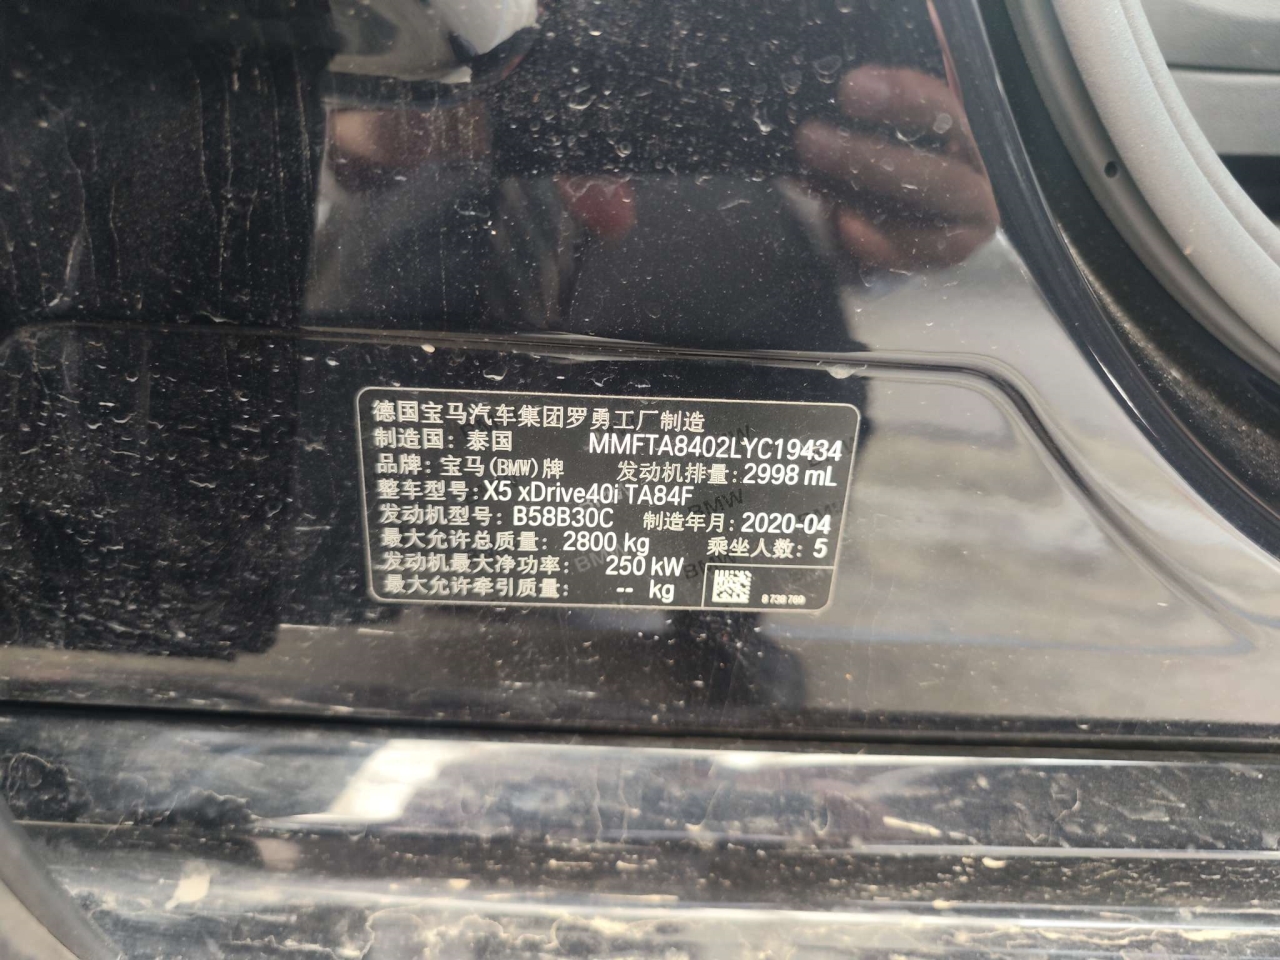 德国宝马汽车集团罗勇工厂制造
制造国：泰国 MMFTA8402LYC19434
品牌：宝马(BMW)牌 发动机排量：2998 mL
整车型号：X5 xDrive40i TA84F
发动机型号：B58B30C 制造年月：2020-04
最大允许总质量：2800 kg 乘坐人数：5
发动机最大净功率：250 kW
最大允许牵引质量：-- kg